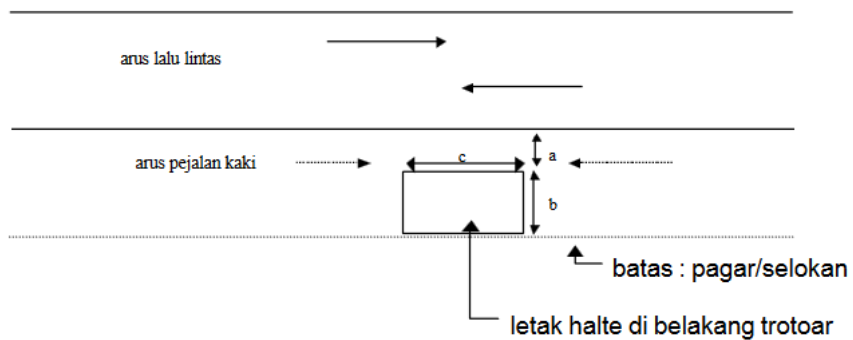 arus lalu lintas
arus pejalan kaki
c
a
b
batas : pagar/selokan
letak halte di belakang trotoar